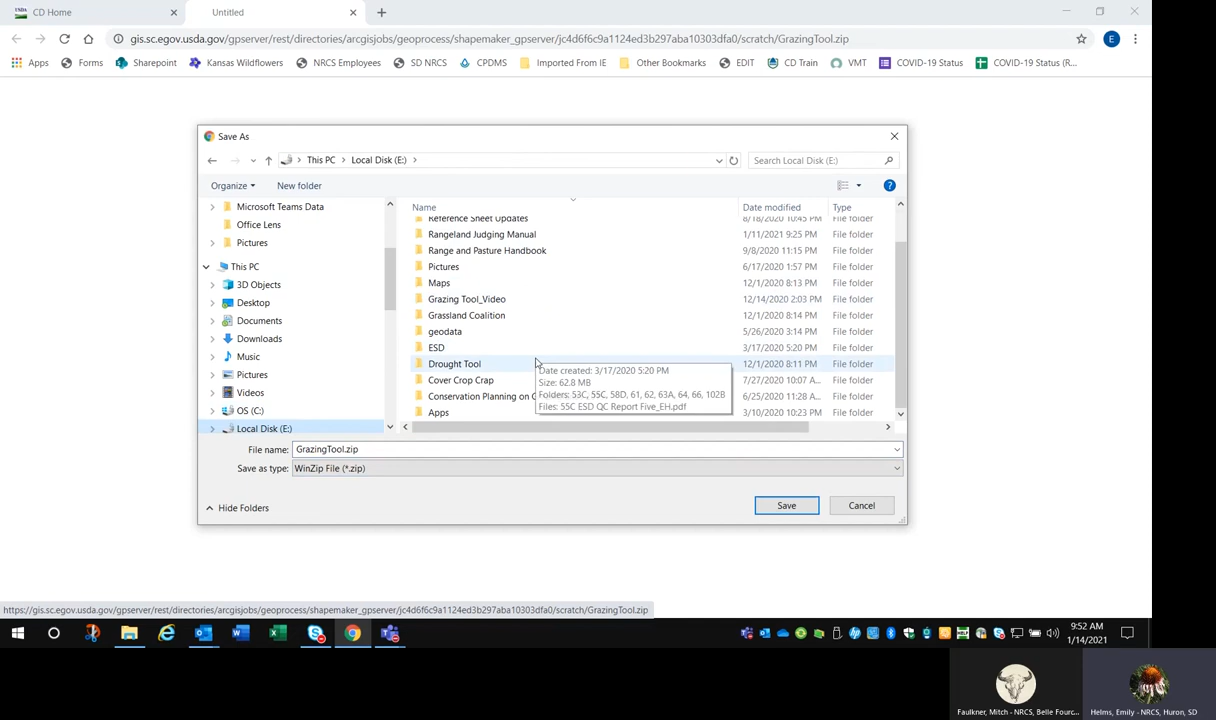 CD Home
Untitled
gis.sc.egov.usda.gov/gpserver/rest/directories/arcgisjobs/geoprocess/shapemaker_gpserver/jc4d6f6c9a1124ed3b297aba10303dfa0/scratch/GrazingTool.zip
E
Apps Forms Sharepoint Kansas Wildflowers NRCS Employees SD NRCS CPDMS Imported From IE Other Bookmarks EDIT CD Train VMT COVID-19 Status COVID-19 Status (R...
Save As
This PC > Local Disk (E:) >
Search Local Disk (E:)
Organize New folder
Microsoft Teams Data
Office Lens
Pictures
This PC
3D Objects
Desktop
Documents
Downloads
Music
Pictures
Videos
OS (C:)
Local Disk (E:)
Name Date modified Type
Reference Sheet Updates 8/18/2020 10:45 PM File folder
Rangeland Judging Manual 1/11/2021 9:25 PM File folder
Range and Pasture Handbook 9/8/2020 11:15 PM File folder
Pictures 6/17/2020 1:57 PM File folder
Maps 12/1/2020 8:13 PM File folder
Grazing Tool_Video 12/14/2020 2:03 PM File folder
Grassland Coalition 12/1/2020 8:14 PM File folder
geodata 5/26/2020 3:14 PM File folder
ESD 3/17/2020 5:20 PM File folder
Drought Tool 12/1/2020 8:11 PM File folder
Cover Crop Crap 7/27/2020 10:07 A... File folder
Conservation Planning on 6/25/2020 11:28 A... File folder
Apps 3/10/2020 10:23 PM File folder
Date created: 3/17/2020 5:20 PM
Size: 62.8 MB
Folders: 53C, 55C, 58D, 61, 62, 63A, 64, 66, 102B
Files: 55C ESD QC Report Five_EH.pdf
File name: GrazingTool.zip
Save as type: WinZip File (*.zip)
Hide Folders
Save Cancel
https://gis.sc.egov.usda.gov/gpserver/rest/directories/arcgisjobs/geoprocess/shapemaker_gpserver/jc4d6f6c9a1124ed3b297aba10303dfa0/scratch/GrazingTool.zip
9:52 AM
1/14/2021
Faulkner, Mitch - NRCS, Belle Fourc...
Helms, Emily - NRCS, Huron, SD